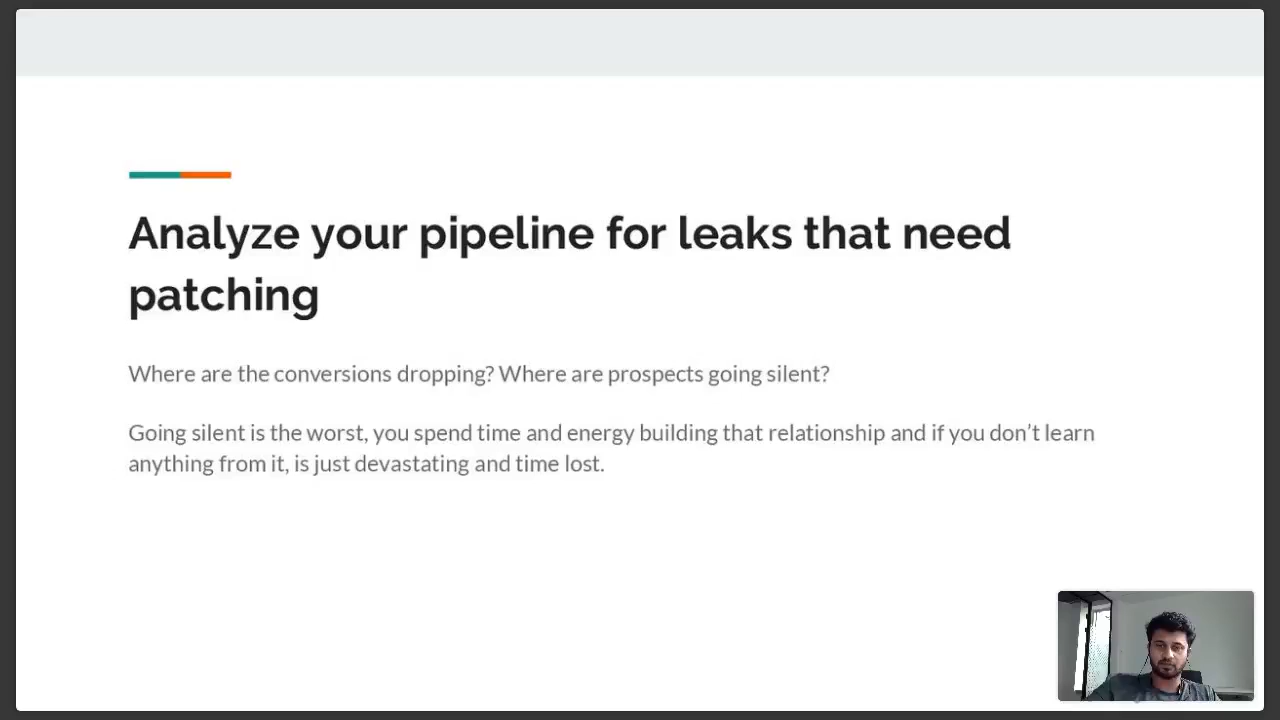 Analyze your pipeline for leaks that need
patching
Where are the conversions dropping? Where are prospects going silent?
Going silent is the worst, you spend time and energy building that relationship and if you don’t learn
anything from it, is just devastating and time lost.